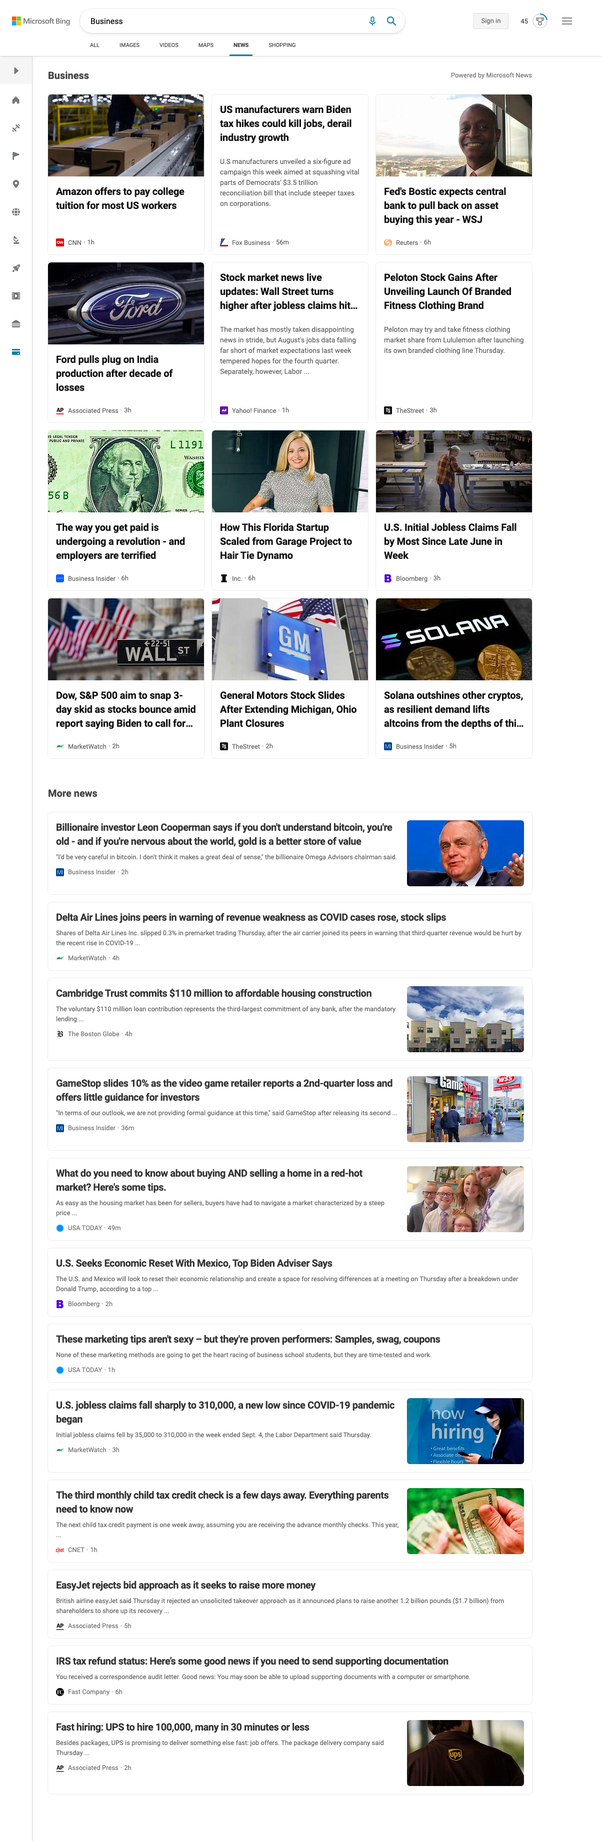 Microsoft Bing
Business
Sign in
45
ALL
IMAGES
VIDEOS
MAPS
NEWS
SHOPPING
Business
Powered by Microsoft News
Amazon offers to pay college
tuition for most US workers
CNN · 1h
US manufacturers warn Biden
tax hikes could kill jobs, derail
industry growth
U.S manufacturers unveiled a six-figure ad
campaign this week aimed at squashing vital
parts of Democrats' $3.5 trillion
reconciliation bill that include steeper taxes
on corporations.
Fox Business · 56m
Fed's Bostic expects central
bank to pull back on asset
buying this year - WSJ
Reuters · 6h
Ford
Ford pulls plug on India
production after decade of
losses
AP Associated Press · 3h
Stock market news live
updates: Wall Street turns
higher after jobless claims hit...
The market has mostly taken disappointing
news in stride, but August's jobs data falling
far short of market expectations last week
tempered hopes for the fourth quarter.
Separately, however, Labor ...
Yahoo! Finance · 1h
Peloton Stock Gains After
Unveiling Launch Of Branded
Fitness Clothing Brand
Peloton may try and take fitness clothing
market share from Lululemon after launching
its own branded clothing line Thursday.
TheStreet · 3h
L1191
56B
The way you get paid is
undergoing a revolution - and
employers are terrified
Business Insider · 6h
How This Florida Startup
Scaled from Garage Project to
Hair Tie Dynamo
Inc. · 6h
U.S. Initial Jobless Claims Fall
by Most Since Late June in
Week
B Bloomberg · 3h
←22-51
WALL ST
Dow, S&P 500 aim to snap 3-
day skid as stocks bounce amid
report saying Biden to call for...
MarketWatch · 2h
GM
General Motors Stock Slides
After Extending Michigan, Ohio
Plant Closures
TheStreet · 2h
SOLANA
Solana outshines other cryptos,
as resilient demand lifts
altcoins from the depths of thi...
Business Insider · 5h
More news
Billionaire investor Leon Cooperman says if you don't understand bitcoin, you're
old - and if you're nervous about the world, gold is a better store of value
"I'd be very careful in bitcoin. I don't think it makes a great deal of sense," the billionaire Omega Advisors chairman said.
Business Insider · 2h
Delta Air Lines joins peers in warning of revenue weakness as COVID cases rose, stock slips
Shares of Delta Air Lines Inc. slipped 0.3% in premarket trading Thursday, after the air carrier joined its peers in warning that third-quarter revenue would be hurt by
the recent rise in COVID-19 ...
MarketWatch · 4h
Cambridge Trust commits $110 million to affordable housing construction
The voluntary $110 million loan contribution represents the third-largest commitment of any bank, after the mandatory
lending ...
The Boston Globe · 4h
GameStop slides 10% as the video game retailer reports a 2nd-quarter loss and
offers little guidance for investors
"In terms of our outlook, we are not providing formal guidance at this time," said GameStop after releasing its second ...
Business Insider · 36m
GameStop
What do you need to know about buying AND selling a home in a red-hot
market? Here's some tips.
As easy as the housing market has been for sellers, buyers have had to navigate a market characterized by a steep
price ...
USA TODAY · 49m
U.S. Seeks Economic Reset With Mexico, Top Biden Adviser Says
The U.S. and Mexico will look to reset their economic relationship and create a space for resolving differences at a meeting on Thursday after a breakdown under
Donald Trump, according to a top ...
B Bloomberg · 2h
These marketing tips aren't sexy – but they're proven performers: Samples, swag, coupons
None of these marketing methods are going to get the heart racing of business school students, but they are time-tested and work.
USA TODAY · 1h
U.S. jobless claims fall sharply to 310,000, a new low since COVID-19 pandemic
began
Initial jobless claims fell by 35,000 to 310,000 in the week ended Sept. 4, the Labor Department said Thursday.
MarketWatch · 3h
now
hiring
• Great benefits
The third monthly child tax credit check is a few days away. Everything parents
need to know now
The next child tax credit payment is one week away, assuming you are receiving the advance monthly checks. This year,
...
CNET · 1h
EasyJet rejects bid approach as it seeks to raise more money
British airline easyJet said Thursday it rejected an unsolicited takeover approach as it announced plans to raise another 1.2 billion pounds ($1.7 billion) from
shareholders to shore up its recovery ...
AP Associated Press · 5h
IRS tax refund status: Here's some good news if you need to send supporting documentation
You received a correspondence audit letter. Good news: You may soon be able to upload supporting documents with a computer or smartphone.
Fast Company · 6h
Fast hiring: UPS to hire 100,000, many in 30 minutes or less
Besides packages, UPS is promising to deliver something else fast: job offers. The package delivery company said
Thursday ...
AP Associated Press · 2h
ups